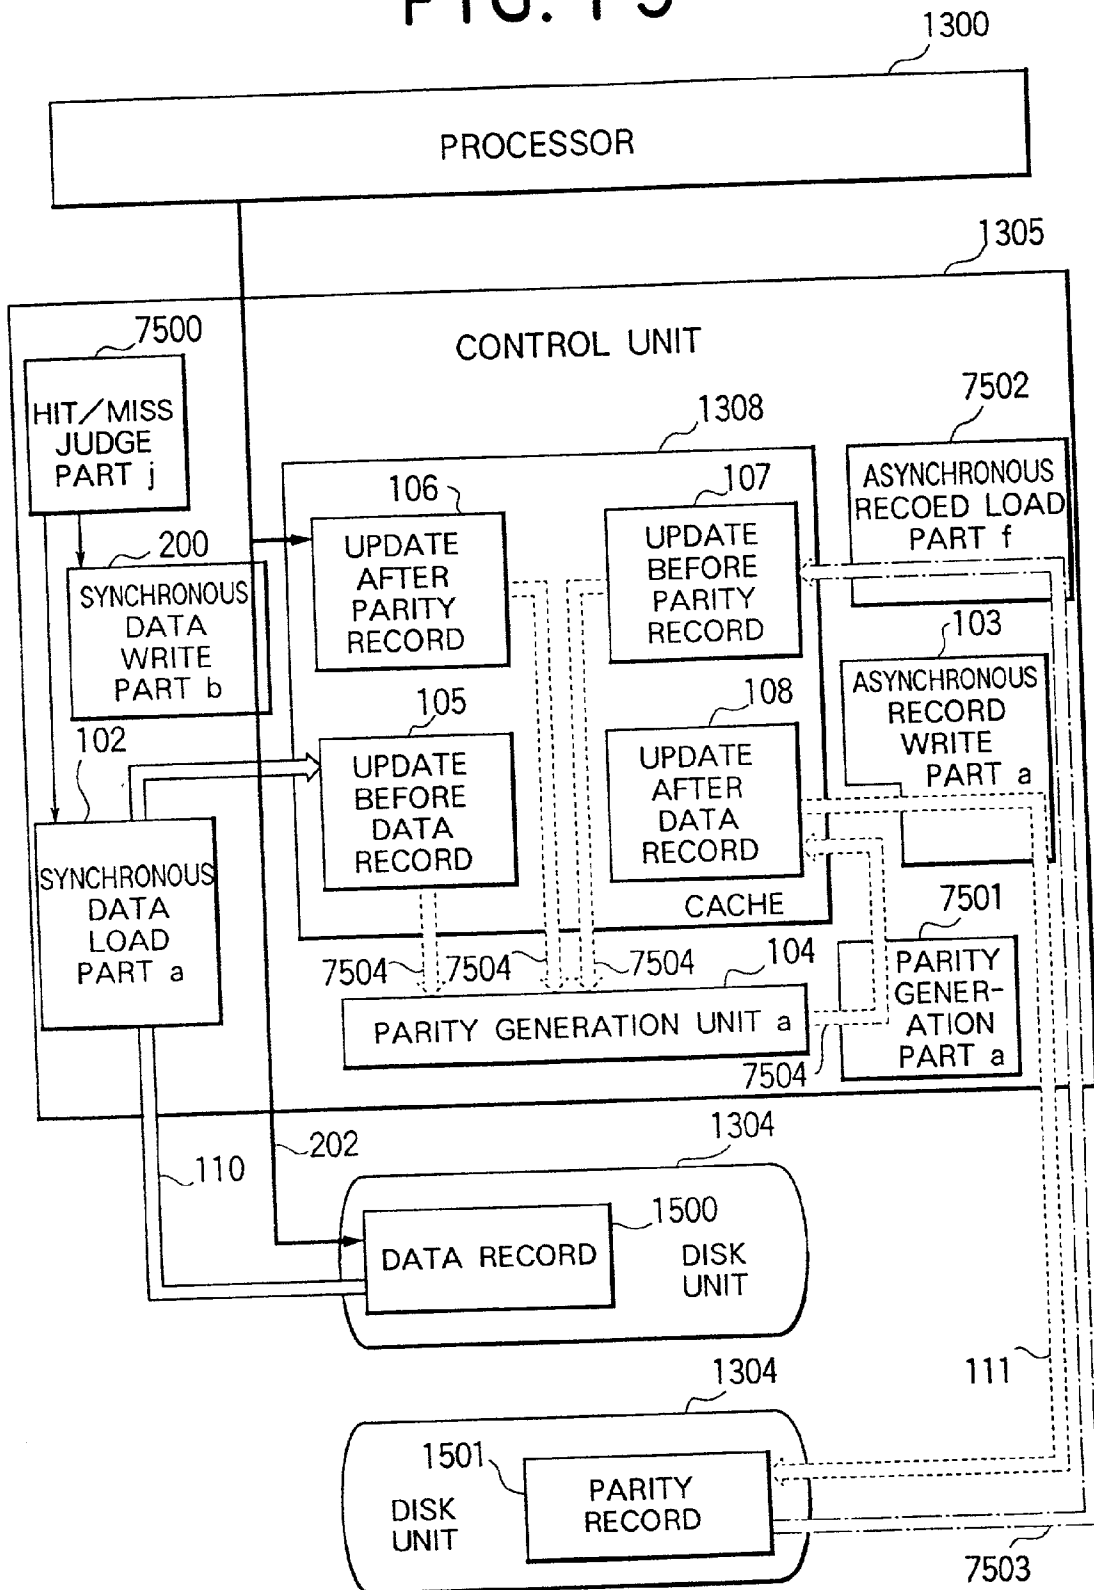 FIG. 75
1300
PROCESSOR
1305
CONTROL UNIT
7500
HIT/MISS
JUDGE
PART j
1308
7502
ASYNCHRONOUS
RECOED LOAD
PART f
106
UPDATE
AFTER
PARITY
RECORD
107
UPDATE
BEFORE
PARITY
RECORD
200
SYNCHRONOUS
DATA
WRITE
PART b
103
ASYNCHRONOUS
RECORD
WRITE
PART a
105
UPDATE
BEFORE
DATA
RECORD
108
UPDATE
AFTER
DATA
RECORD
102
SYNCHRONOUS
DATA
LOAD
PART a
CACHE
7504
7504
7504
104
PARITY GENERATION UNIT a
7501
PARITY
GENER-
ATION
PART a
7504
110
202
1304
1500
DATA RECORD
DISK
UNIT
111
1304
1501
PARITY
RECORD
DISK
UNIT
7503